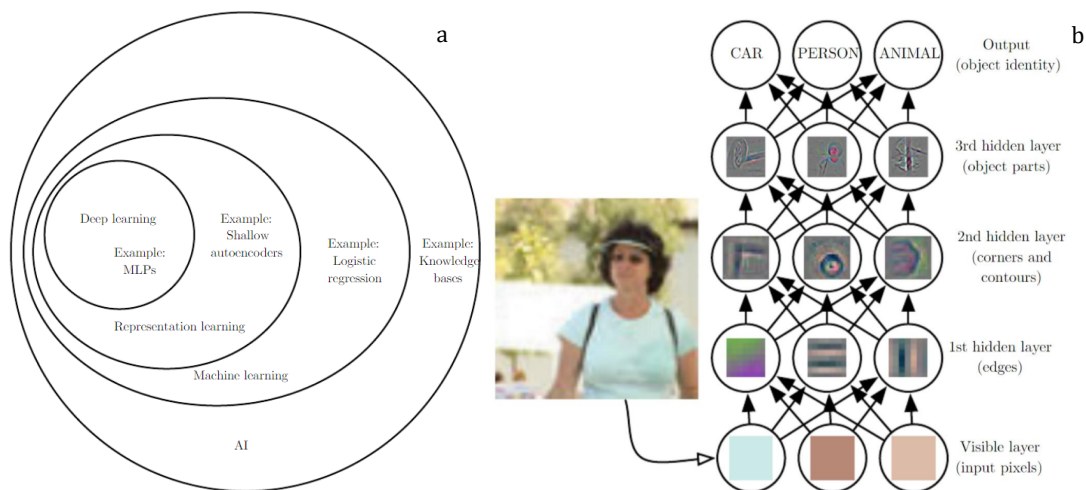 a
Deep learning
Example:
MLPs
Example:
Shallow
autoencoders
Example:
Logistic
regression
Example:
Knowledge
bases
Representation learning
Machine learning
AI
b
CAR
PERSON
ANIMAL
Output
(object identity)
3rd hidden layer
(object parts)
2nd hidden layer
(corners and
contours)
1st hidden layer
(edges)
Visible layer
(input pixels)